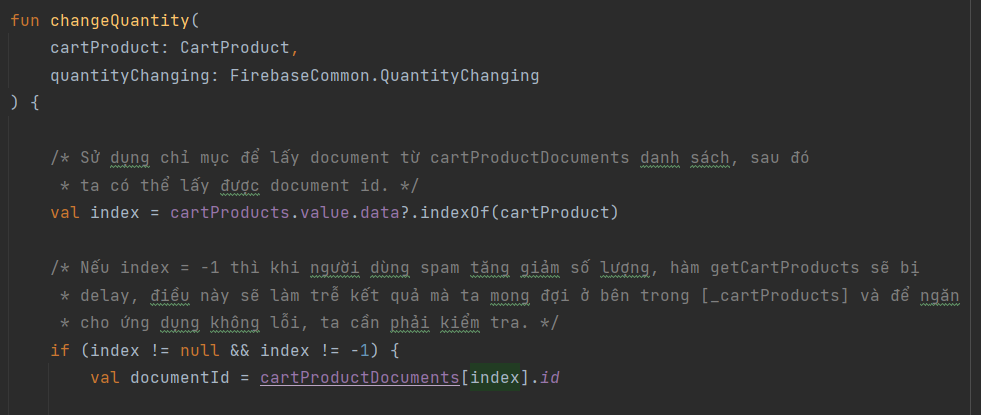 fun changeQuantity(
cartProduct: CartProduct,
quantityChanging: FirebaseCommon.QuantityChanging
) {
/* Sử dụng chỉ mục để lấy document từ cartProductDocuments danh sách, sau đó
* ta có thể lấy được document id. */
val index = cartProducts.value.data?.indexOf(cartProduct)
/* Nếu index = -1 thì khi người dùng spam tăng giảm số lượng, hàm getCartProducts sẽ bị
* delay, điều này sẽ làm trễ kết quả mà ta mong đợi ở bên trong [_cartProducts] và để ngăn
* cho ứng dụng không lỗi, ta cần phải kiểm tra. */
if (index != null && index != -1) {
val documentId = cartProductDocuments[index].id